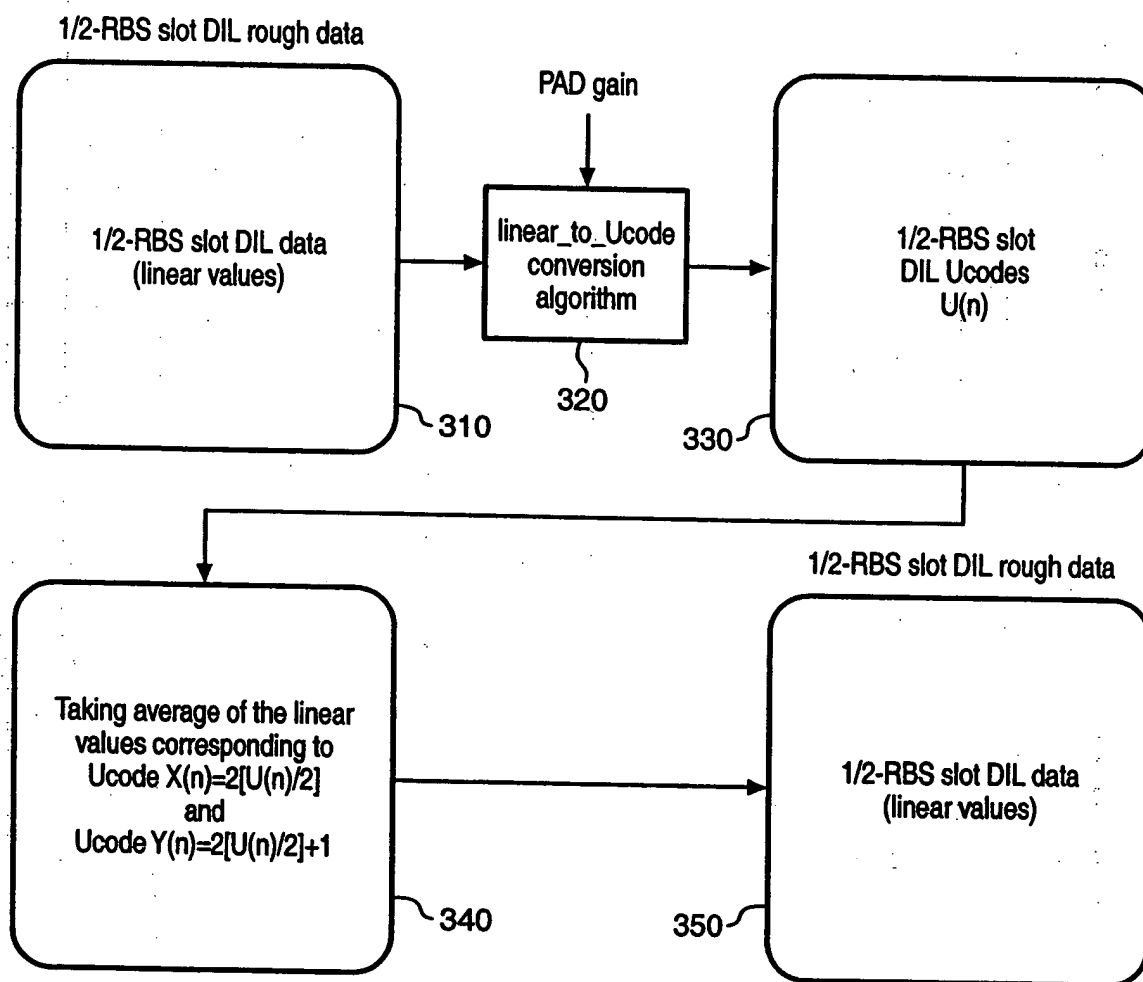 1/2-RBS slot DIL rough data
1/2-RBS slot DIL data
(linear values)
310
PAD gain
linear_to_Ucode
conversion
algorithm
320
1/2-RBS slot
DIL Ucodes
U(n)
330
Taking average of the linear
values corresponding to
Ucode X(n)=2[U(n)/2]
and
Ucode Y(n)=2[U(n)/2]+1
340
1/2-RBS slot DIL rough data
1/2-RBS slot DIL data
(linear values)
350